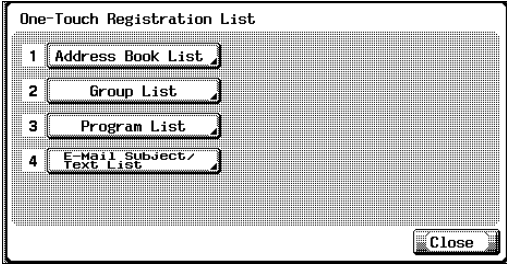 One-Touch Registration List
1 Address Book List
2 Group List
3 Program List
4 E-Mail Subject/
Text List
Close